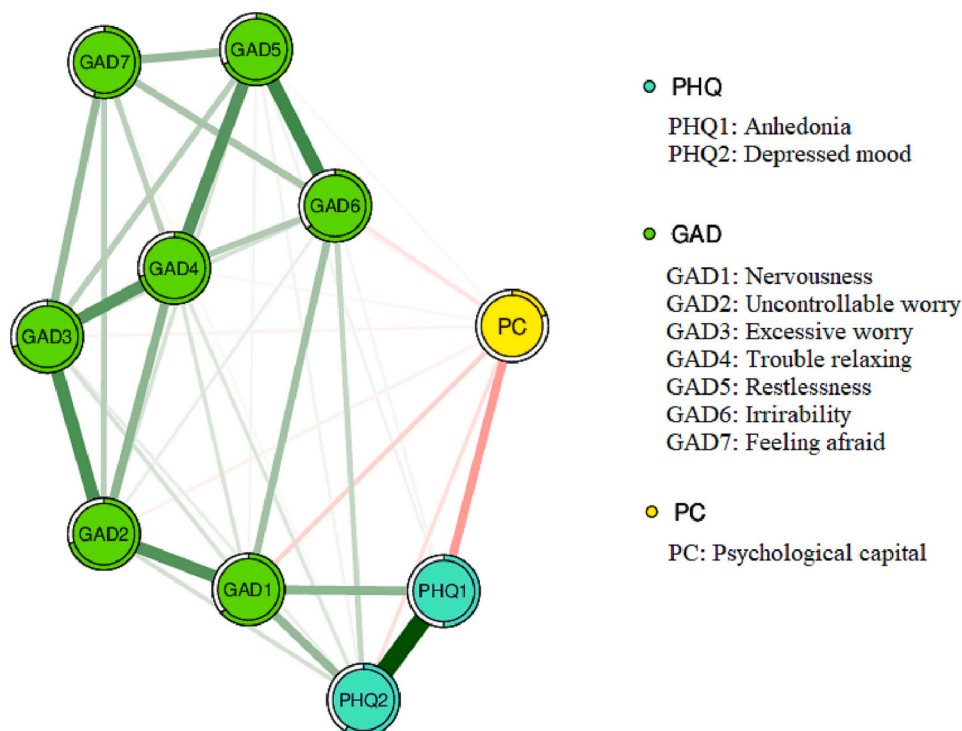 GAD7
GAD5
GAD6
GAD4
GAD3
PC
GAD2
GAD1
PHQ1
PHQ2
PHQ
PHQ1: Anhedonia
PHQ2: Depressed mood
GAD
GAD1: Nervousness
GAD2: Uncontrollable worry
GAD3: Excessive worry
GAD4: Trouble relaxing
GAD5: Restlessness
GAD6: Irrirability
GAD7: Feeling afraid
PC
PC: Psychological capital